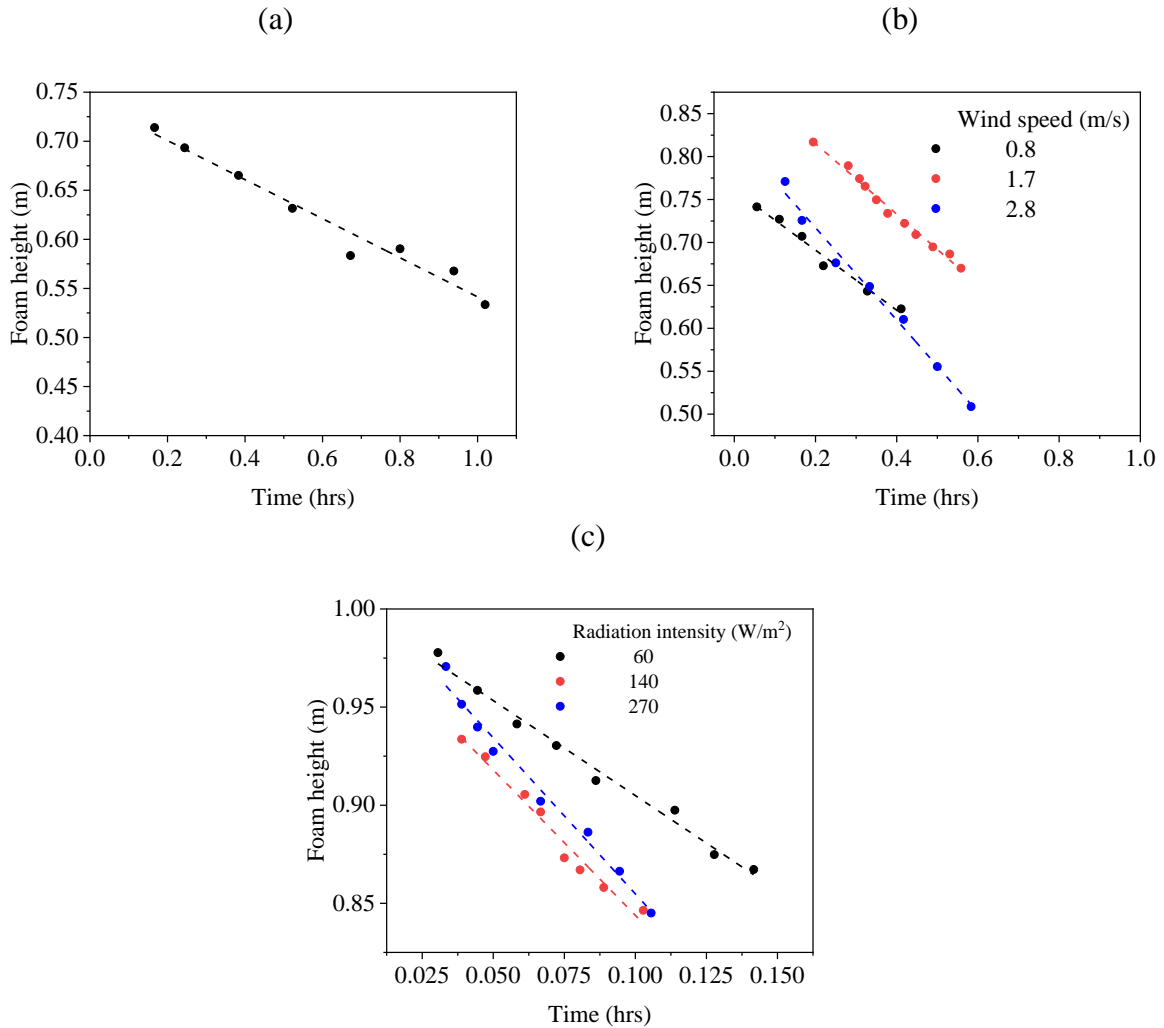 (a)
0.75
0.70
0.65
0.60
0.55
0.50
0.45
0.40
Foam height (m)
0.0 0.2 0.4 0.6 0.8 1.0
Time (hrs)
(b)
0.85
0.80
0.75
0.70
0.65
0.60
0.55
0.50
Foam height (m)
Wind speed (m/s)
0.8
1.7
2.8
0.0 0.2 0.4 0.6 0.8 1.0
Time (hrs)
(c)
1.00
0.95
0.90
0.85
Foam height (m)
Radiation intensity (W/m²)
60
140
270
0.025 0.050 0.075 0.100 0.125 0.150
Time (hrs)